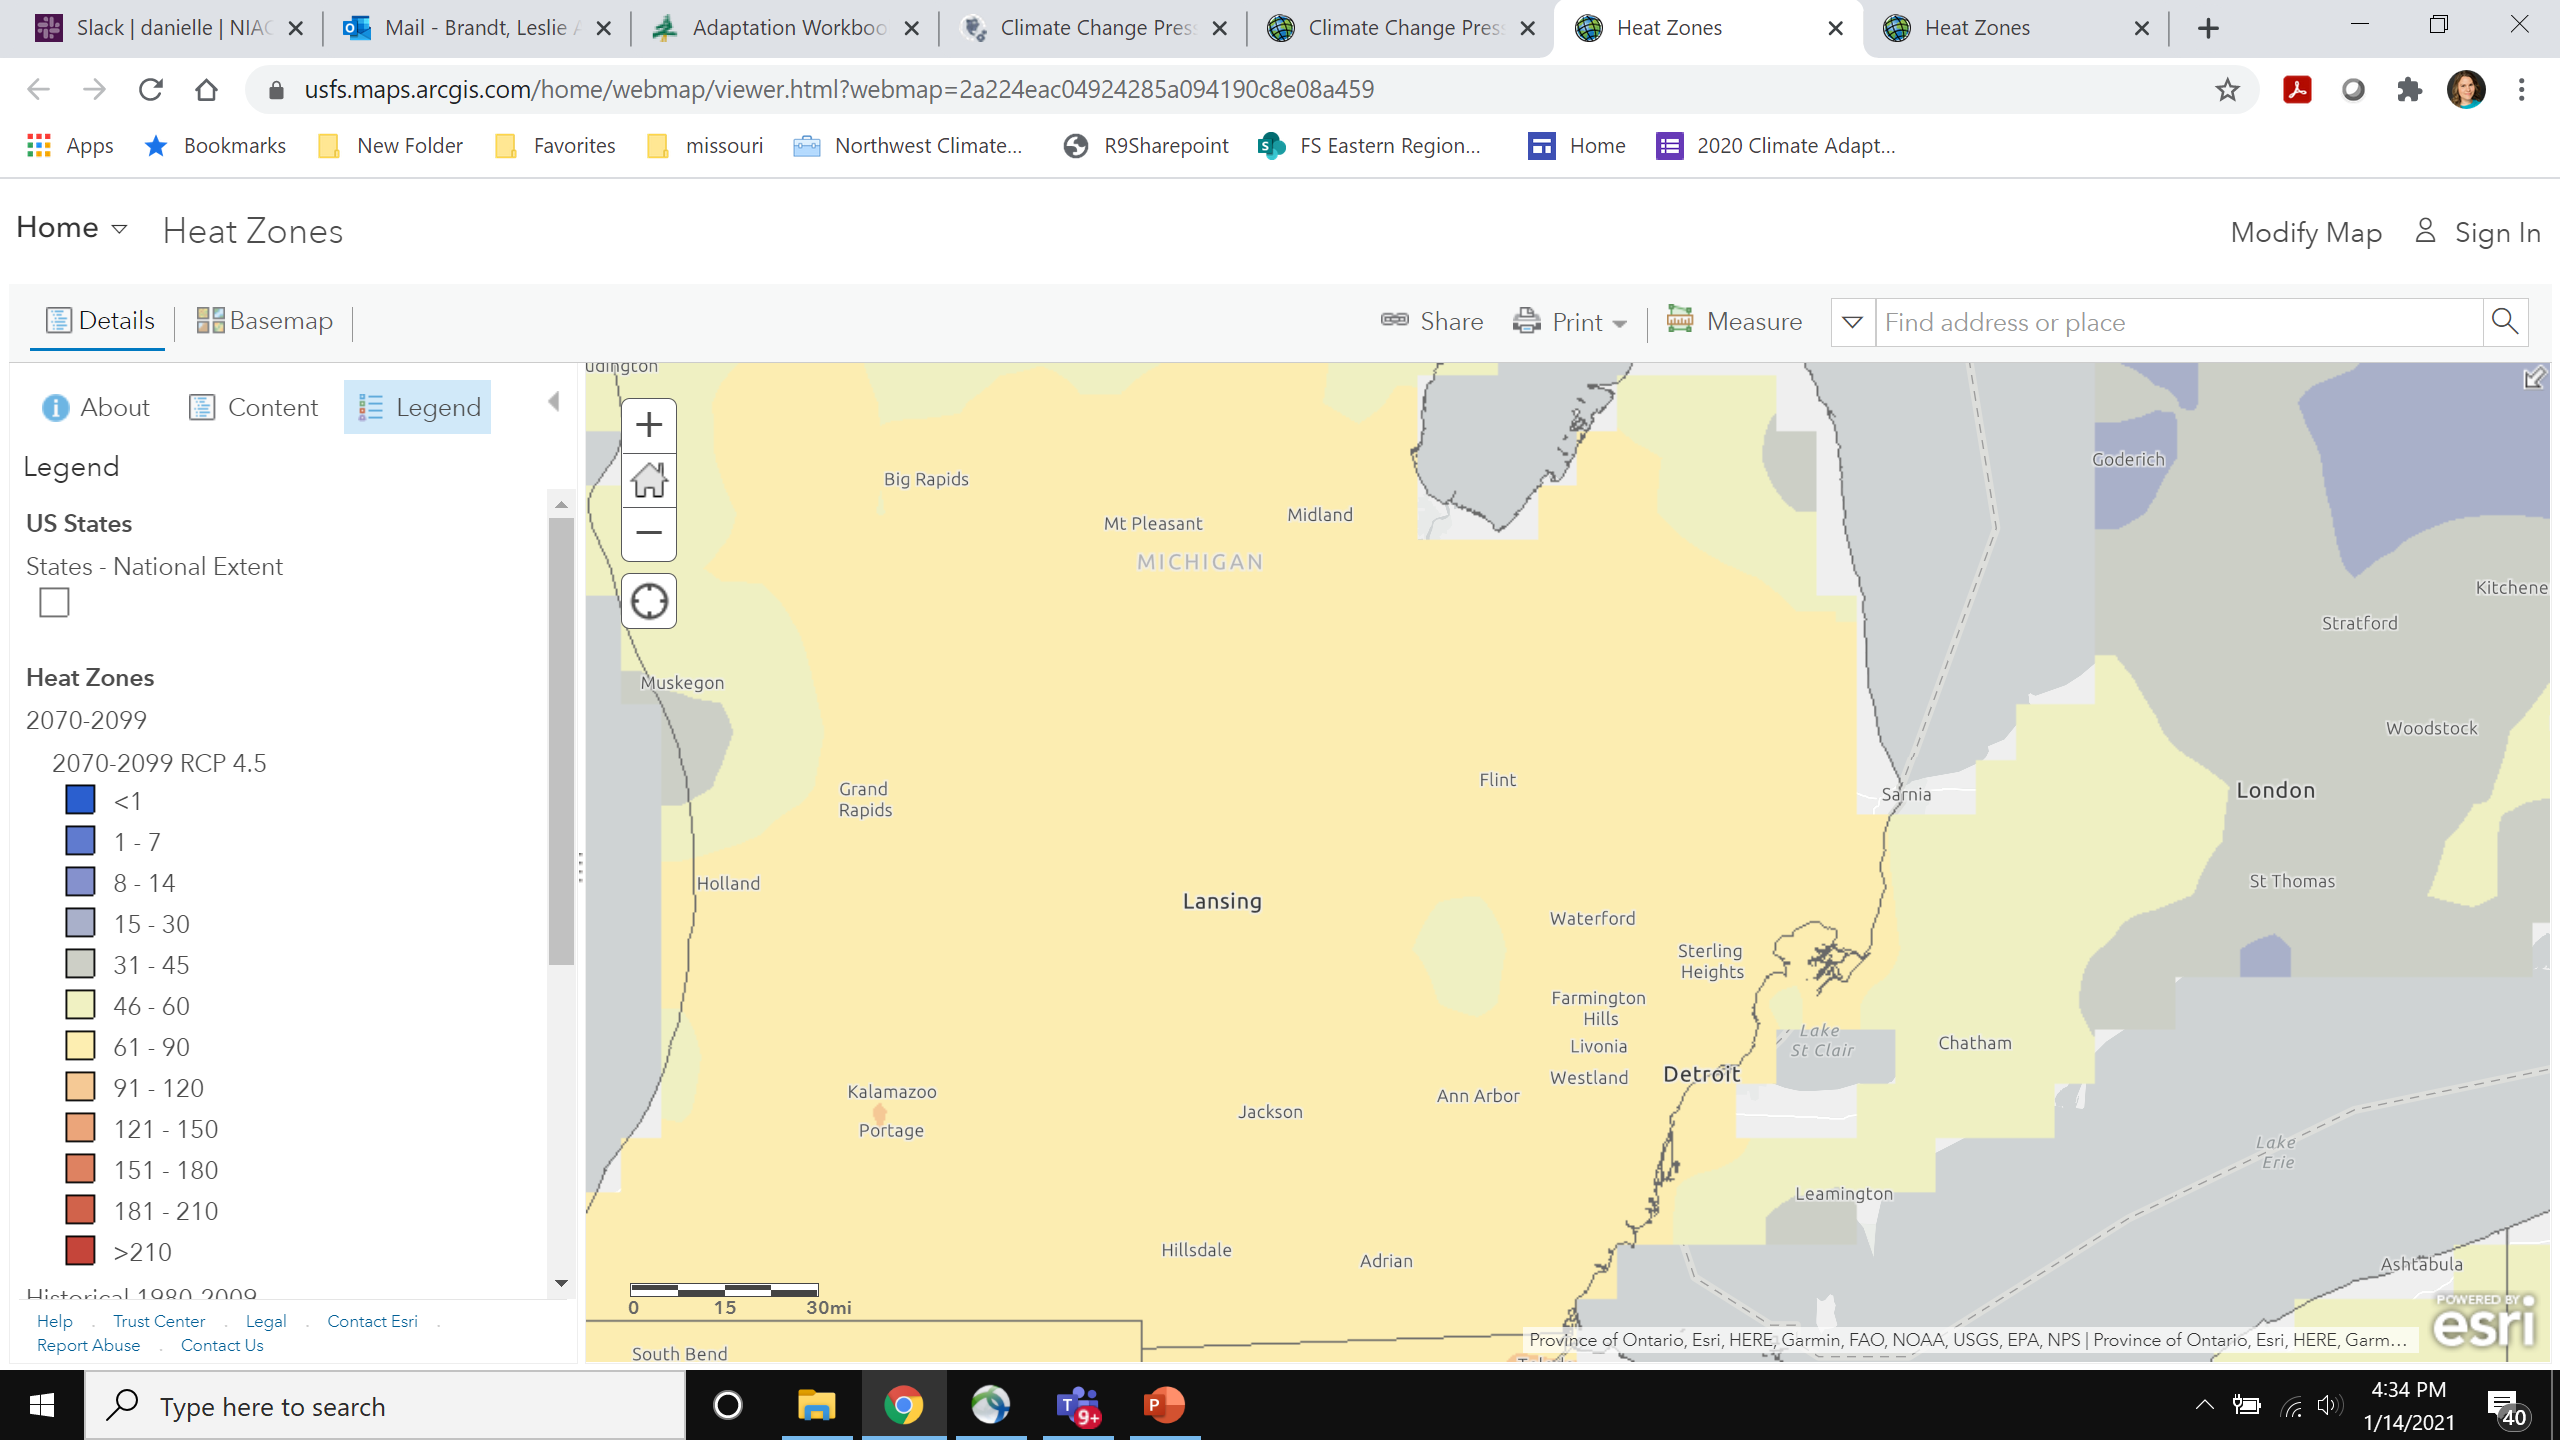 Slack | danielle | NIAC
Mail - Brandt, Leslie A
Adaptation Workboo
Climate Change Pres
Climate Change Pres
Heat Zones
Heat Zones
usfs.maps.arcgis.com/home/webmap/viewer.html?webmap=2a224eac04924285a094190c8e08a459
Apps
Bookmarks
New Folder
Favorites
missouri
Northwest Climate...
R9Sharepoint
FS Eastern Region...
Home
2020 Climate Adapt...
Home
Heat Zones
Modify Map
Sign In
Details
Basemap
Share
Print
Measure
Find address or place
About
Content
Legend
Legend
US States
States - National Extent
Heat Zones
2070-2099
2070-2099 RCP 4.5
<1
1 - 7
8 - 14
15 - 30
31 - 45
46 - 60
61 - 90
91 - 120
121 - 150
151 - 180
181 - 210
>210
Historical 1980-2009
Help . Trust Center . Legal . Contact Esri .
Report Abuse . Contact Us
udington
Big Rapids
Mt Pleasant
Midland
MICHIGAN
Goderich
Kitchene
Stratford
Muskegon
Woodstock
Grand
Rapids
Flint
Sarnia
London
Holland
Lansing
St Thomas
Waterford
Sterling
Heights
Farmington
Hills
Lake
St Clair
Livonia
Chatham
Westland
Detroit
Kalamazoo
Ann Arbor
Jackson
Portage
Lake
Erie
Leamington
Hillsdale
Adrian
Ashtabula
0 15 30mi
South Bend
POWERED BY
esri
Province of Ontario, Esri, HERE, Garmin, FAO, NOAA, USGS, EPA, NPS | Province of Ontario, Esri, HERE, Garm...
Type here to search
T
9+
P
4:34 PM
1/14/2021
40